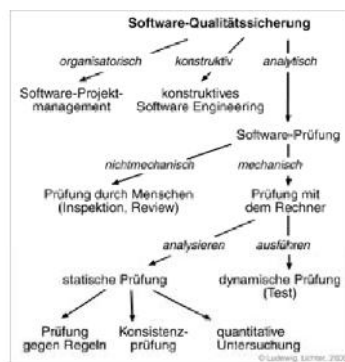 Software-Qualitätssicherung
organisatorisch konstruktiv analytisch
Software-Projekt-
management
konstruktives
Software Engineering
Software-Prüfung
nichtmechanisch mechanisch
Prüfung durch Menschen
(Inspektion, Review)
Prüfung mit
dem Rechner
analysieren ausführen
statische Prüfung
dynamische Prüfung
(Test)
Prüfung
gegen Regeln
Konsistenz-
prüfung
quantitative
Untersuchung
© Ludewig, Lichter,